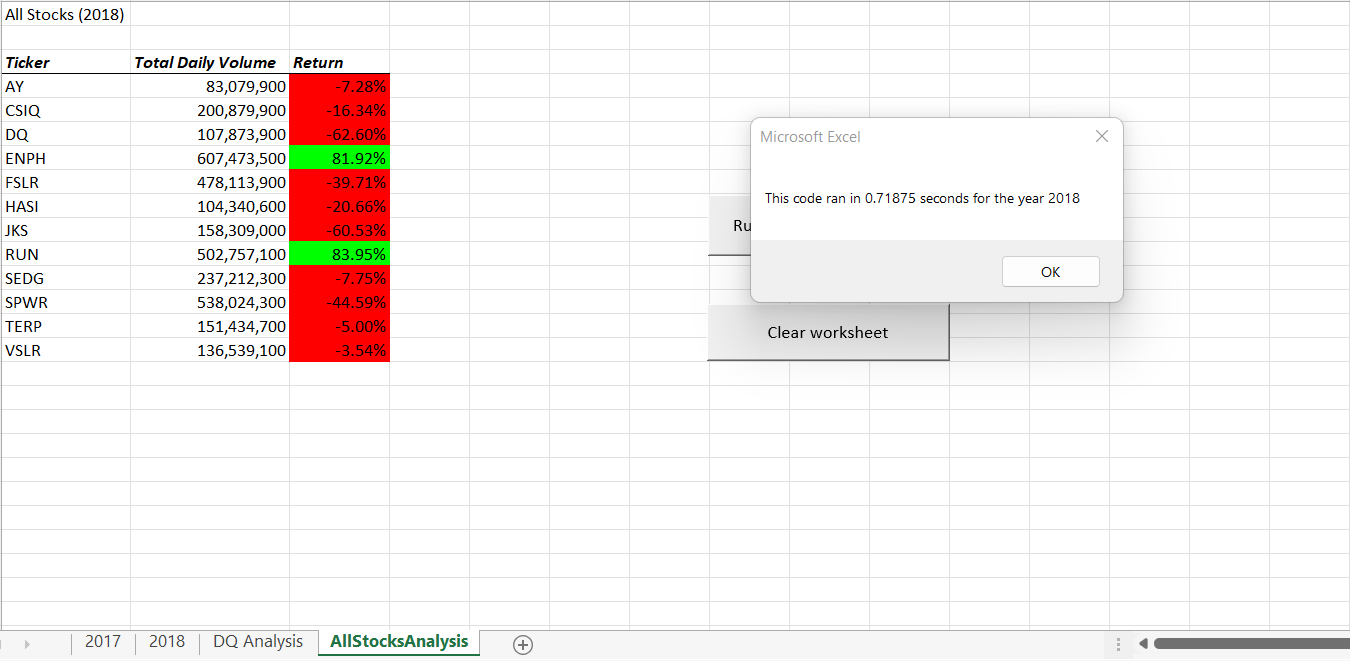 All Stocks (2018)
Ticker Total Daily Volume Return
AY 83,079,900 -7.28%
CSIQ 200,879,900 -16.34%
DQ 107,873,900 -62.60%
ENPH 607,473,500 81.92%
FSLR 478,113,900 -39.71%
HASI 104,340,600 -20.66%
JKS 158,309,000 -60.53%
RUN 502,757,100 83.95%
SEDG 237,212,300 -7.75%
SPWR 538,024,300 -44.59%
TERP 151,434,700 -5.00%
VSLR 136,539,100 -3.54%
Microsoft Excel
This code ran in 0.71875 seconds for the year 2018
OK
Ru
Clear worksheet
2017 2018 DQ Analysis AllStocksAnalysis